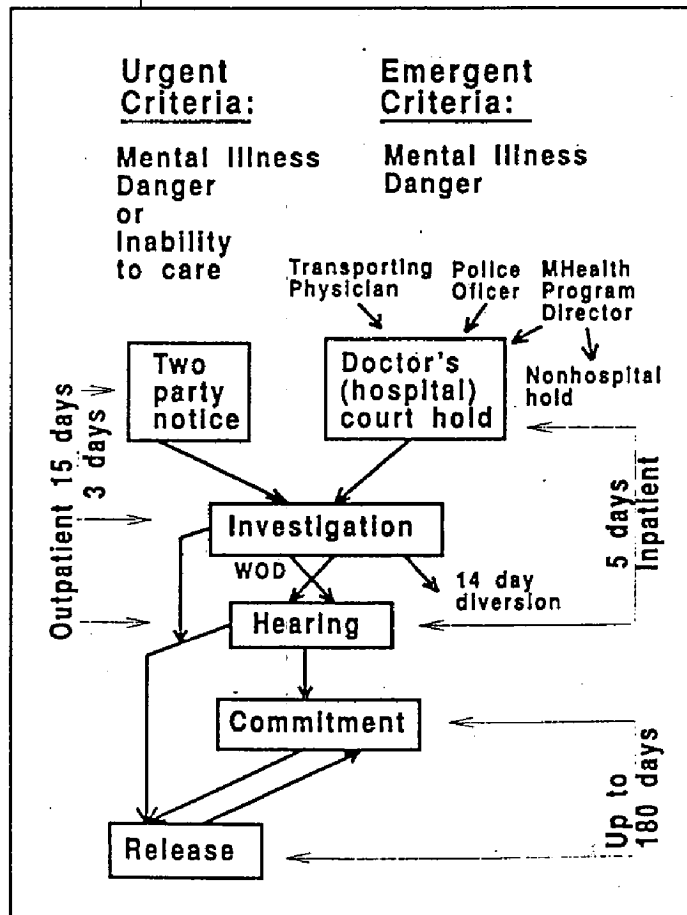 Urgent
Criteria:
Mental Illness
Danger
or
Inability
to care
Emergent
Criteria:
Mental Illness
Danger
Transporting
Physician
Police
Oficer
MHealth
Program
Director
Nonhospital
hold
Two
party
notice
Doctor's
(hospital)
court hold
Outpatient 15 days
3 days
5 days
Inpatient
Investigation
WOD
14 day
diversion
Hearing
Commitment
Up to
180 days
Release